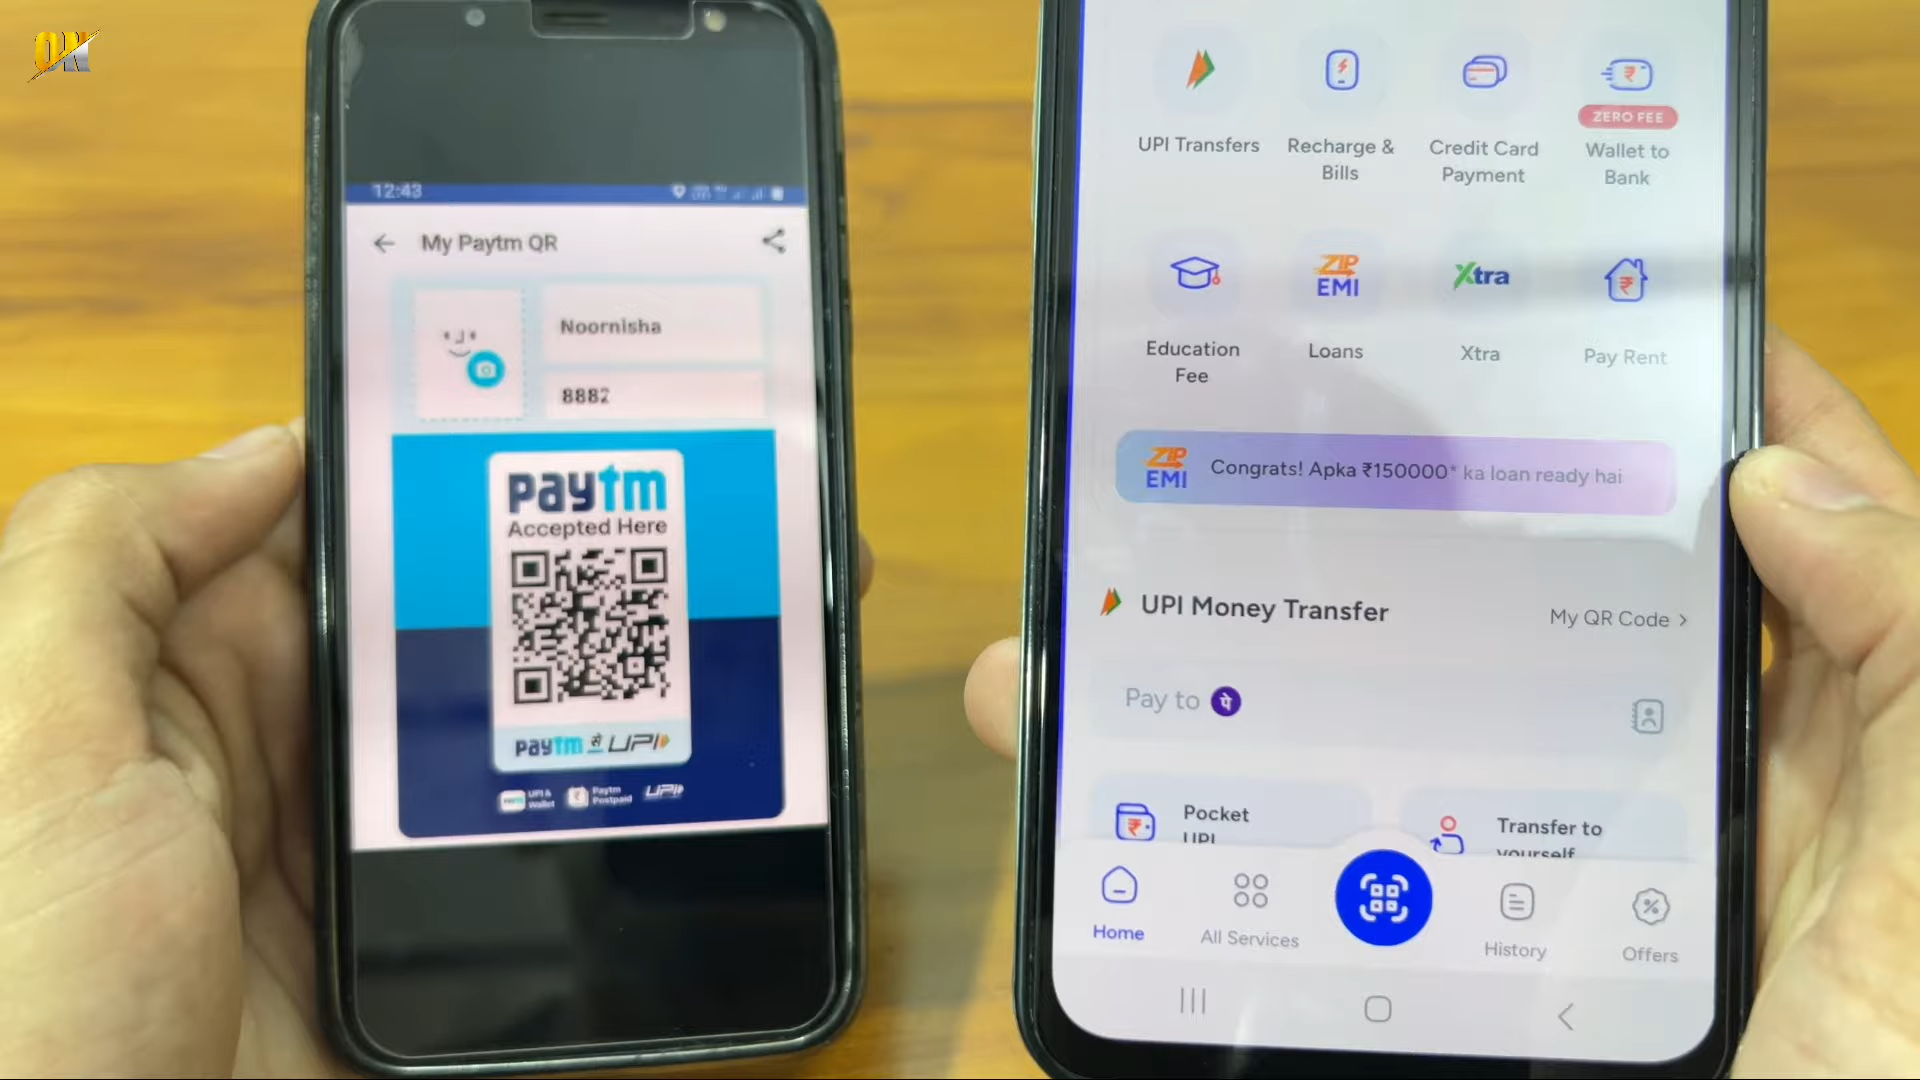 ON
12:43
My Paytm QR
Noornisha
8882
paytm
Accepted Here
paytm से UPI
UPI & Wallet
Paytm Postpaid
UPI
UPI Transfers
Recharge & Bills
Credit Card Payment
ZERO FEE
Wallet to Bank
Education Fee
ZIP EMI
Loans
Xtra
Xtra
Pay Rent
ZIP EMI
Congrats! Apka ₹150000* ka loan ready hai
UPI Money Transfer
My QR Code >
Pay to पे
Pocket UPI
Transfer to yourself
Home
All Services
History
Offers